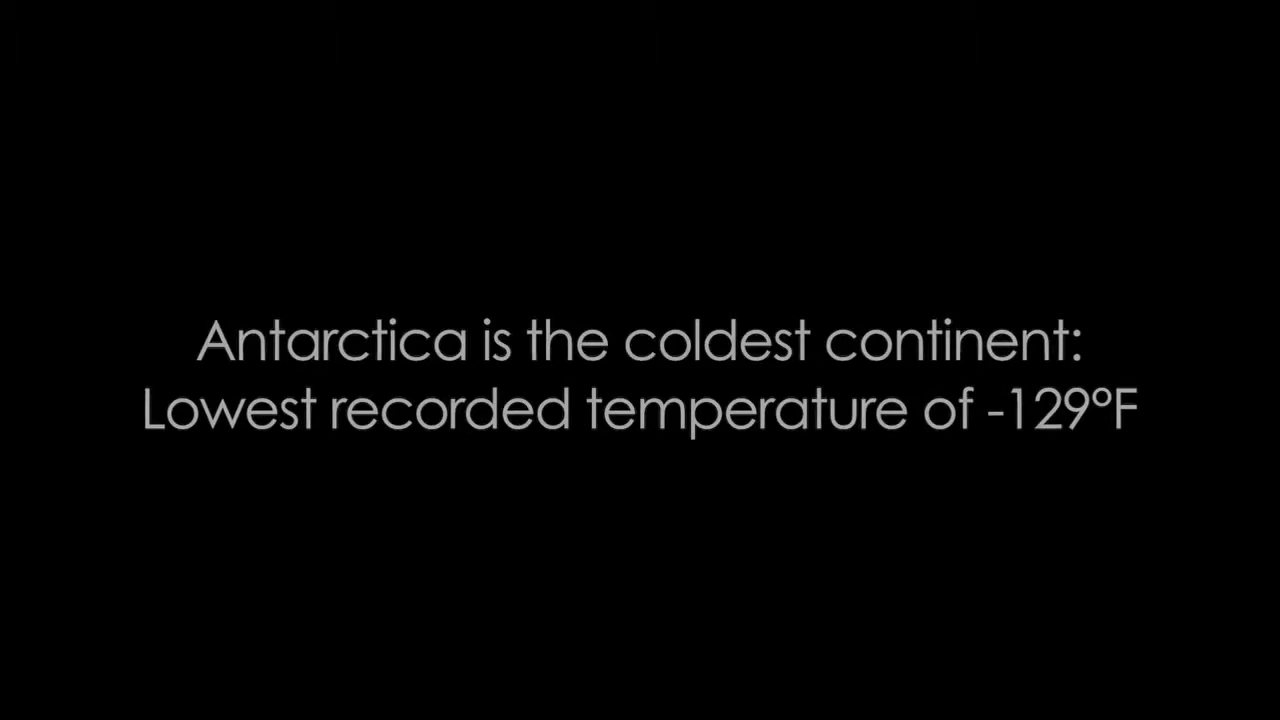 Antarctica is the coldest continent:
Lowest recorded temperature of -129°F